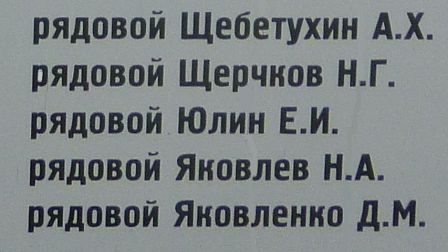 рядовой Щебетухин А.Х.
рядовой Щерчков Н.Г.
рядовой Юлин Е.И.
рядовой Яковлев Н.А.
рядовой Яковленко Д.М.